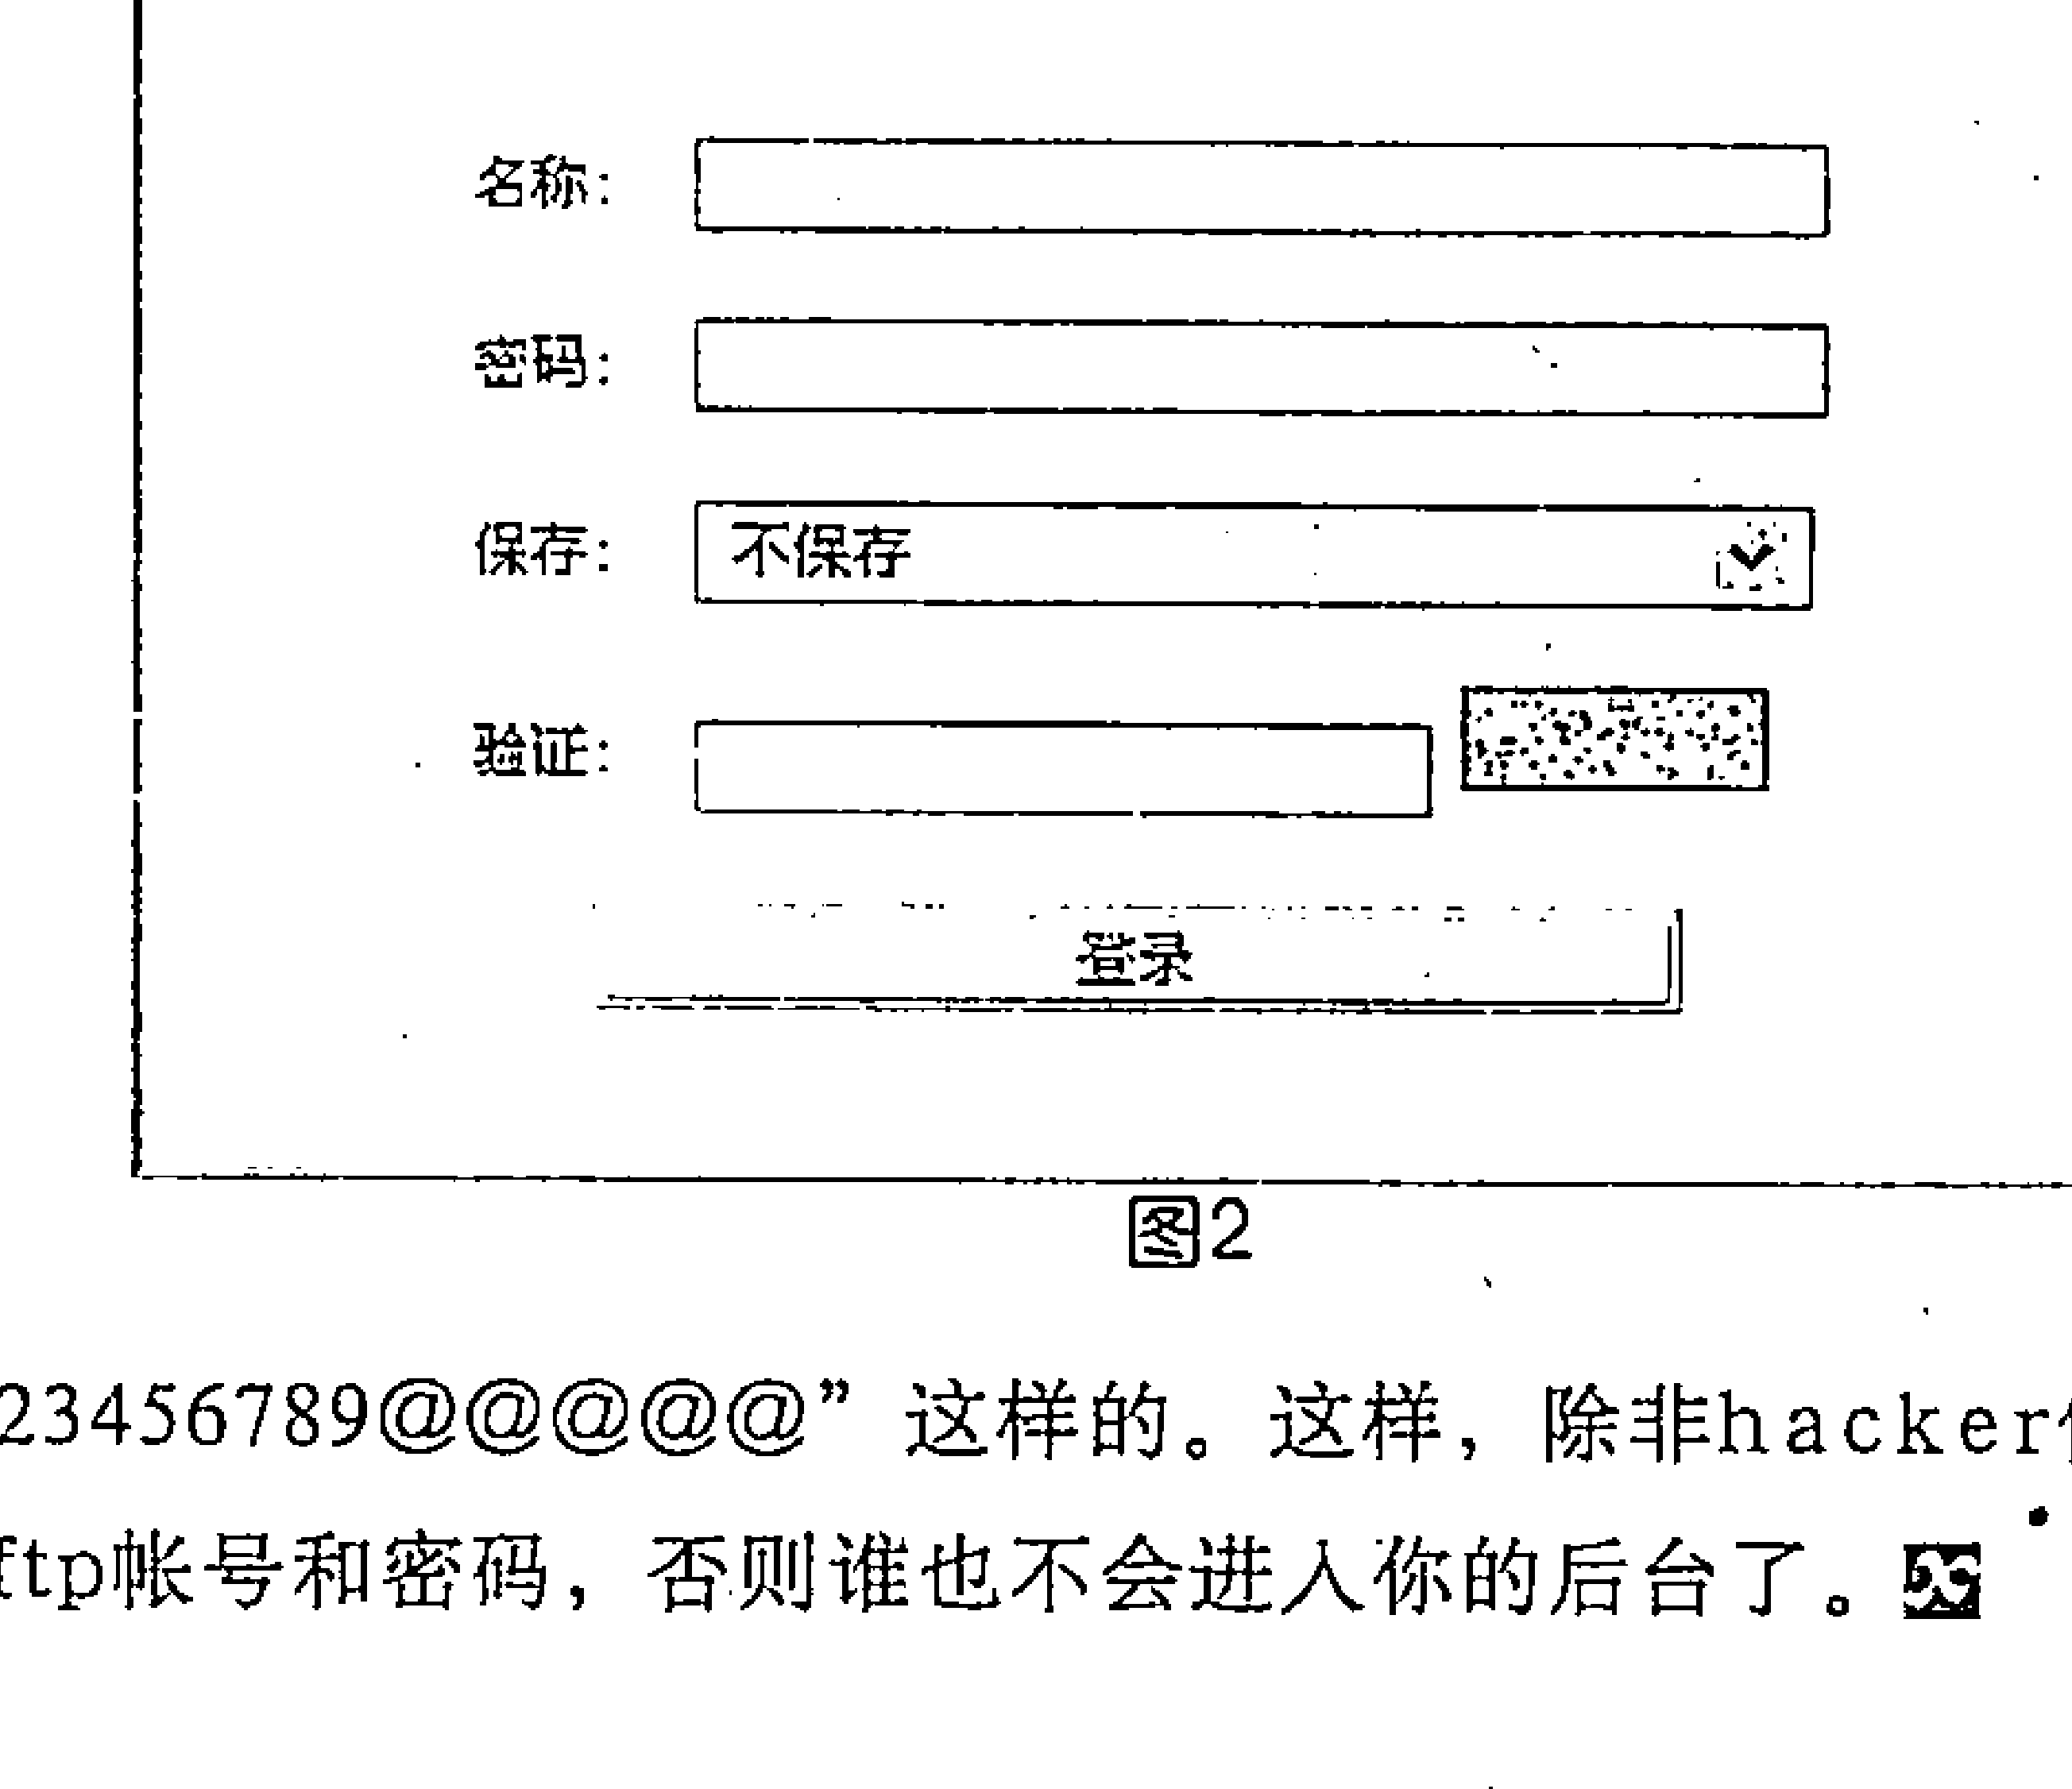 名称：
密码：
保存： 不保存
验证：
登录
图2
23456789@@@@@”这样的。这样，除非hacker
ftp帐号和密码，否则谁也不会进入你的后台了。